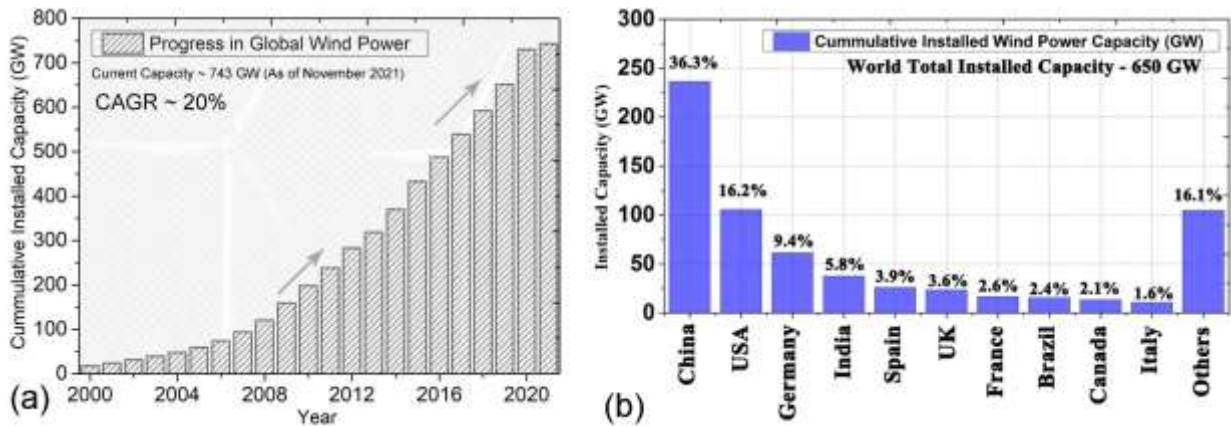 800
700
600
500
400
300
200
100
0
Cummulative Installed Capacity (GW)
Progress in Global Wind Power
Current Capacity ~ 743 GW (As of November 2021)
CAGR ~ 20%
2000 2004 2008 2012 2016 2020
Year
(a)
300
250
200
150
100
50
0
Installed Capacity (GW)
Cummulative Installed Wind Power Capacity (GW)
World Total Installed Capacity - 650 GW
36.3%
16.2%
9.4%
5.8%
3.9%
3.6%
2.6%
2.4%
2.1%
1.6%
16.1%
China
USA
Germany
India
Spain
UK
France
Brazil
Canada
Italy
Others
(b)